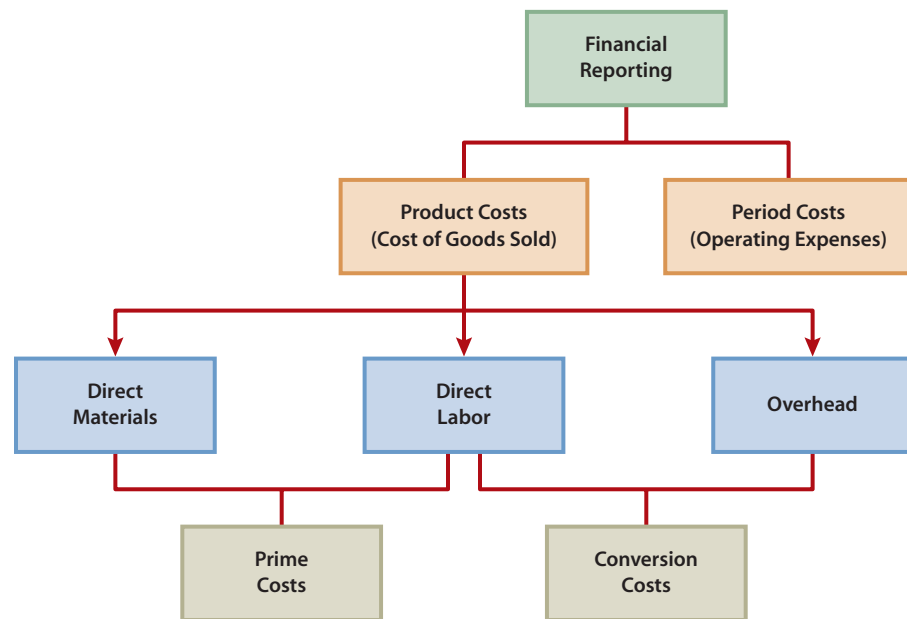 Financial
Reporting
Product Costs
(Cost of Goods Sold)
Period Costs
(Operating Expenses)
Direct
Materials
Direct
Labor
Overhead
Prime
Costs
Conversion
Costs